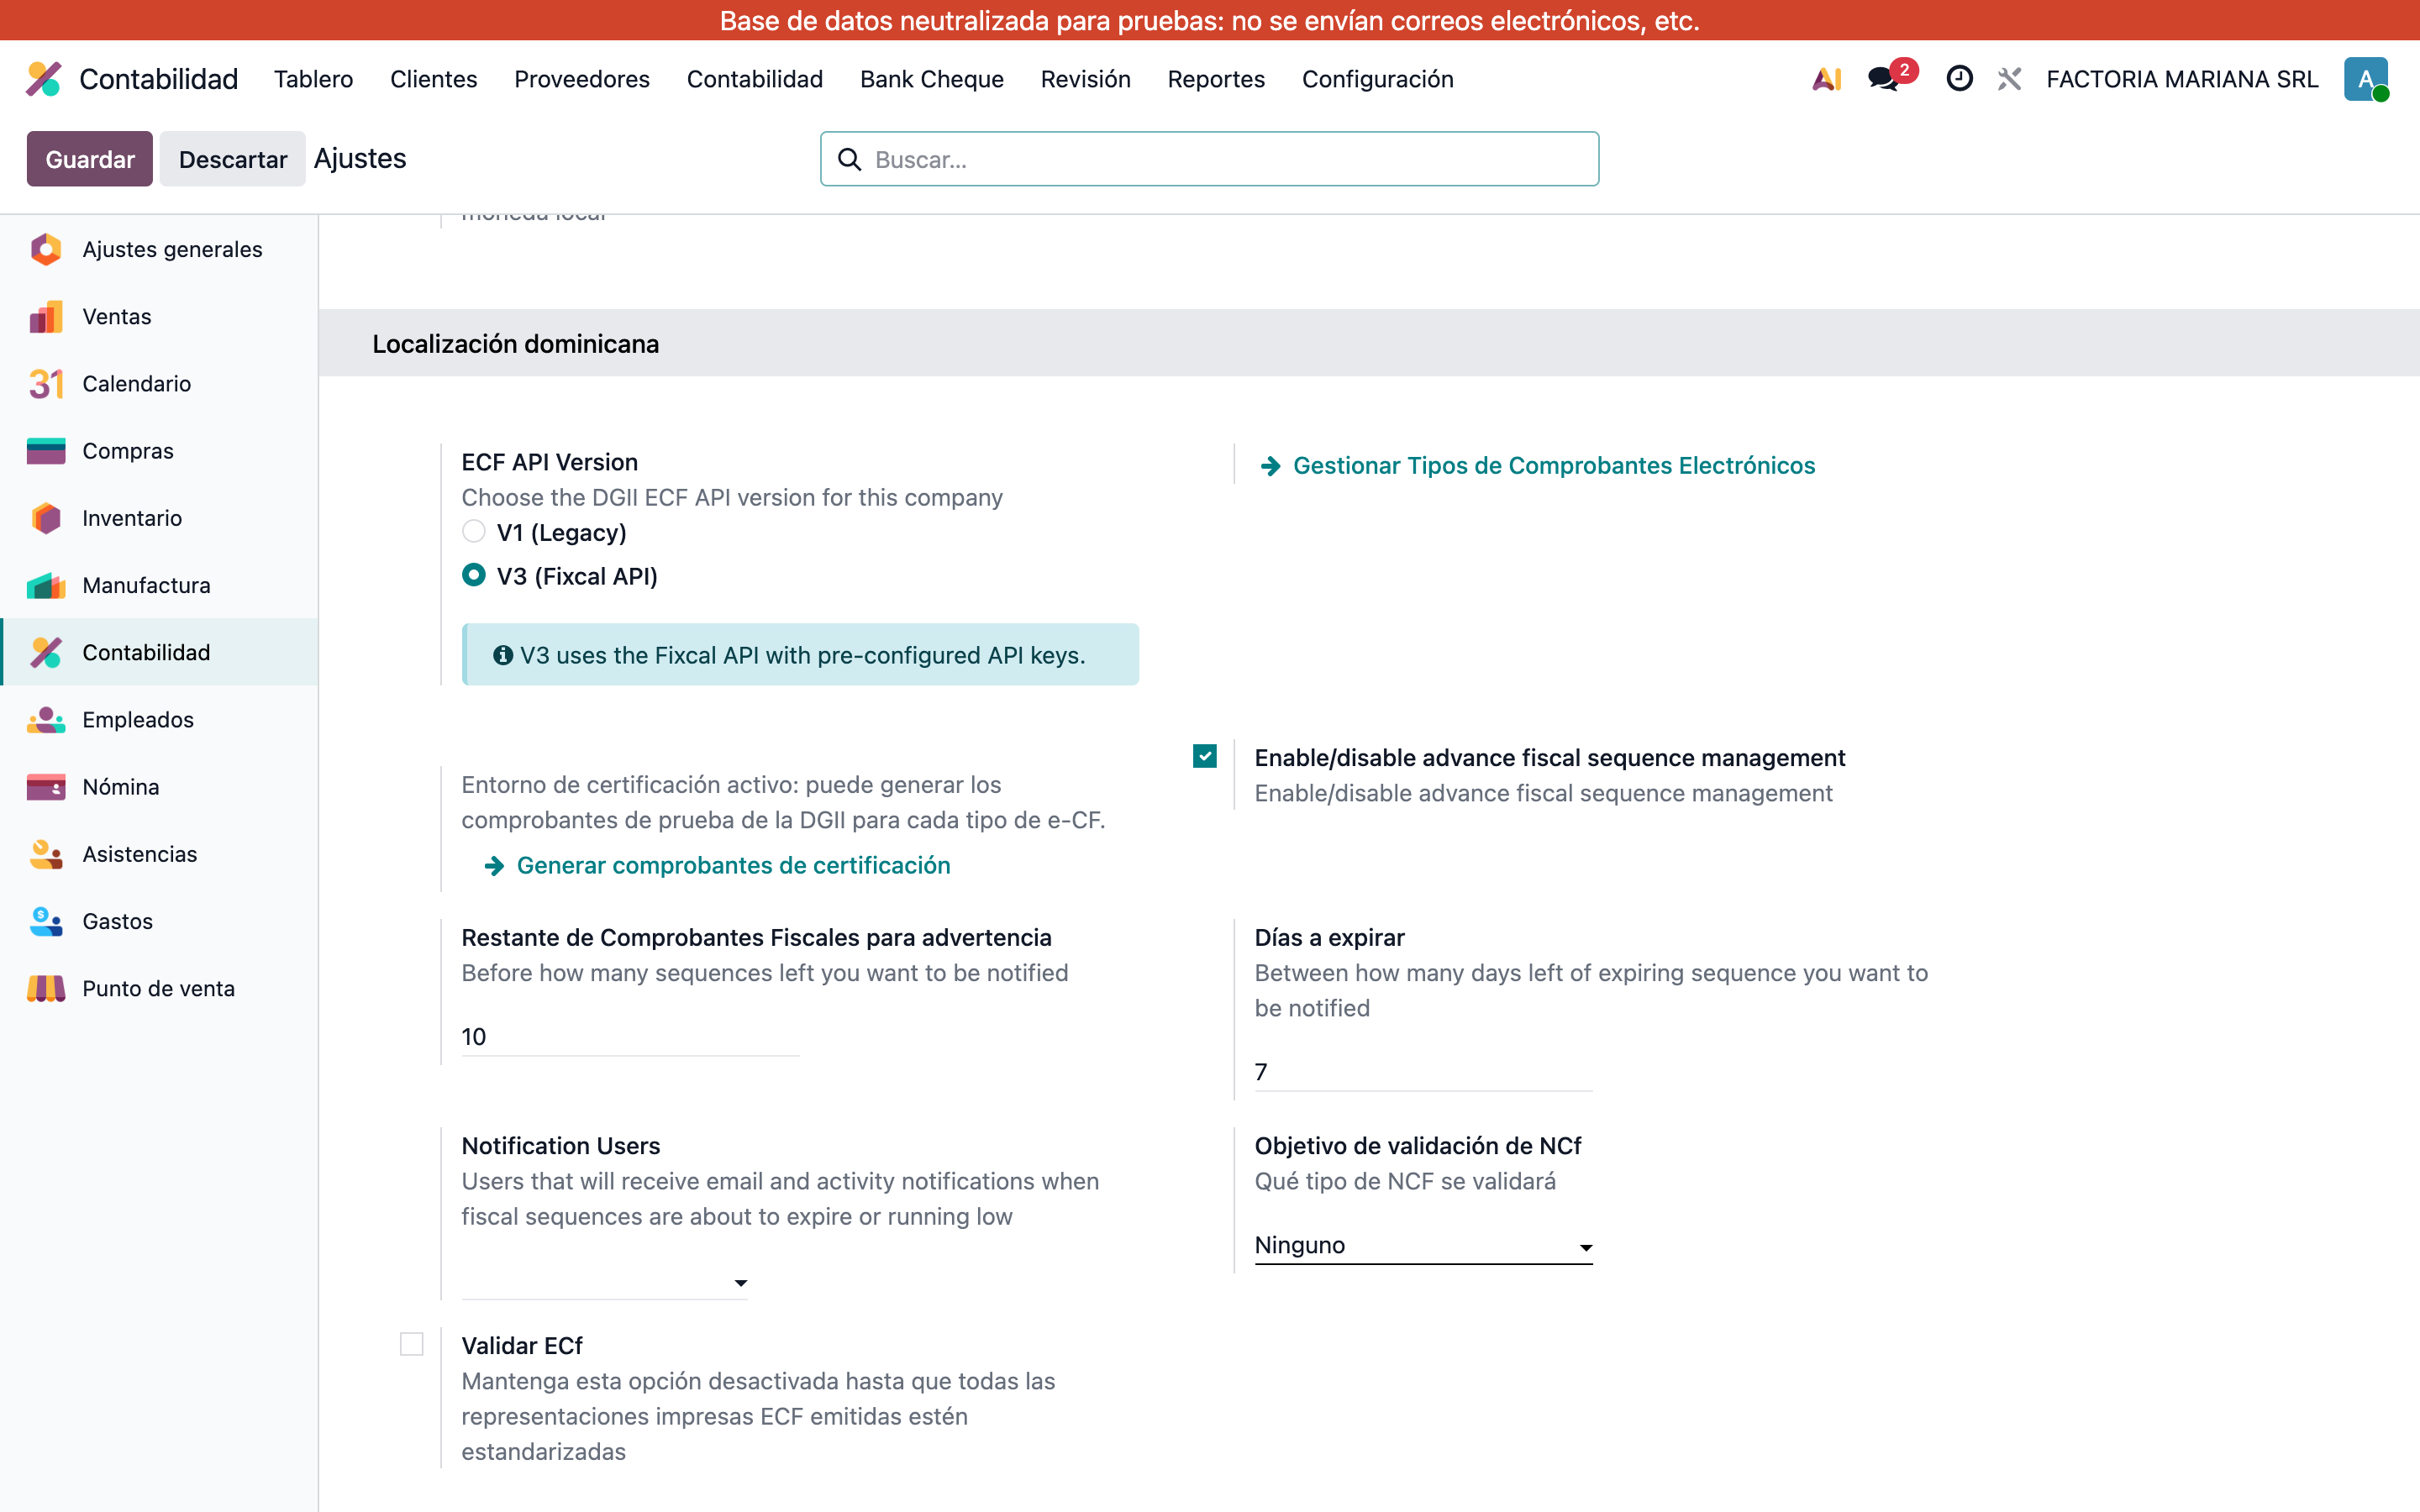 Base de datos neutralizada para pruebas: no se envían correos electrónicos, etc.
Contabilidad Tablero Clientes Proveedores Contabilidad Bank Cheque Revisión Reportes Configuración AI 2 FACTORIA MARIANA SRL A
Guardar Descartar Ajustes Buscar...
moneda local
Ajustes generales
Ventas
31 Calendario
Compras
Inventario
Manufactura
Contabilidad
Empleados
Nómina
Asistencias
Gastos
Punto de venta
Localización dominicana
ECF API Version
Choose the DGII ECF API version for this company
V1 (Legacy)
V3 (Fixcal API)
V3 uses the Fixcal API with pre-configured API keys.
Gestionar Tipos de Comprobantes Electrónicos
Entorno de certificación activo: puede generar los
comprobantes de prueba de la DGII para cada tipo de e-CF.
Generar comprobantes de certificación
Enable/disable advance fiscal sequence management
Enable/disable advance fiscal sequence management
Restante de Comprobantes Fiscales para advertencia
Before how many sequences left you want to be notified
10
Días a expirar
Between how many days left of expiring sequence you want to
be notified
7
Notification Users
Users that will receive email and activity notifications when
fiscal sequences are about to expire or running low
Objetivo de validación de NCf
Qué tipo de NCF se validará
Ninguno
Validar ECf
Mantenga esta opción desactivada hasta que todas las
representaciones impresas ECF emitidas estén
estandarizadas